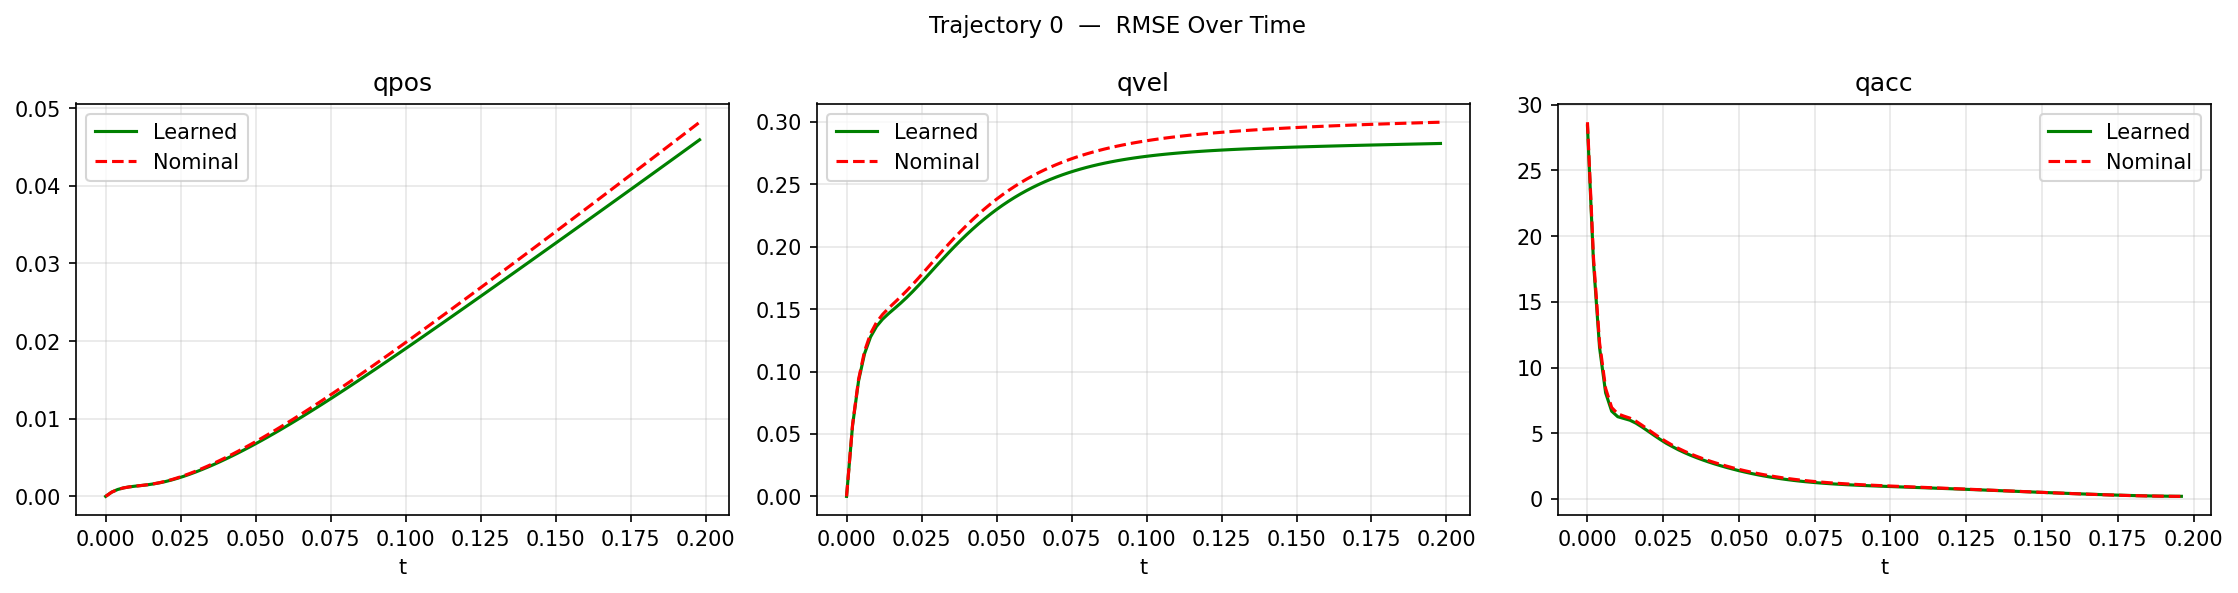 Trajectory 0 — RMSE Over Time
qpos
0.05
0.04
0.03
0.02
0.01
0.00
Learned
Nominal
0.000 0.025 0.050 0.075 0.100 0.125 0.150 0.175 0.200
t
qvel
0.30
0.25
0.20
0.15
0.10
0.05
0.00
Learned
Nominal
0.000 0.025 0.050 0.075 0.100 0.125 0.150 0.175 0.200
t
qacc
30
25
20
15
10
5
0
Learned
Nominal
0.000 0.025 0.050 0.075 0.100 0.125 0.150 0.175 0.200
t